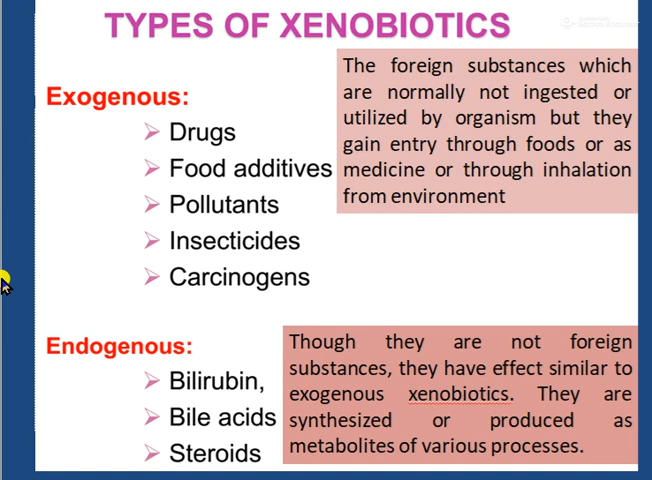 TYPES OF XENOBIOTICS
Exogenous:
Drugs
Food additives
Pollutants
Insecticides
Carcinogens
The foreign substances which
are normally not ingested or
utilized by organism but they
gain entry through foods or as
medicine or through inhalation
from environment
Endogenous:
Bilirubin,
Bile acids
Steroids
Though they are not foreign
substances, they have effect similar to
exogenous xenobiotics. They are
synthesized or produced as
metabolites of various processes.